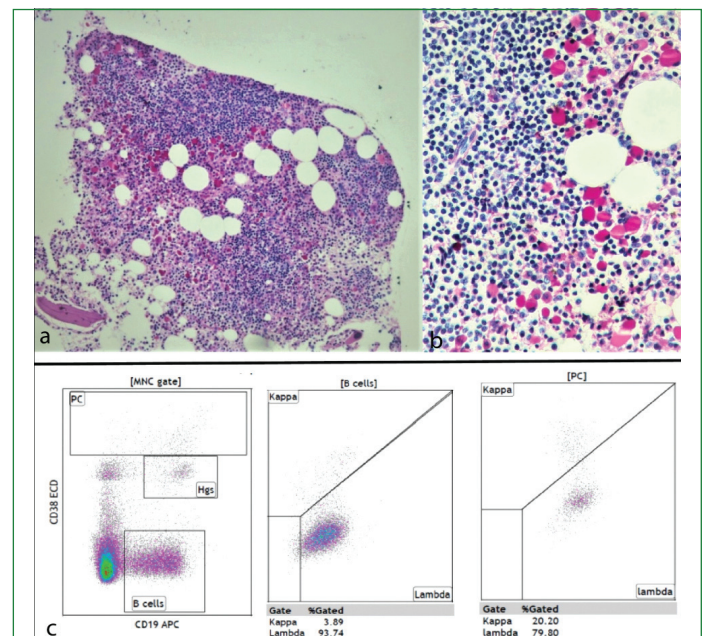 a
b
[MNC gate]
PC
Hgs
B cells
CD38 ECD
CD19 APC
c
[B cells]
Kappa
Lambda
Gate %Gated
Kappa 3.89
Lambda 93.74
[PC]
Kappa
lambda
Gate %Gated
Kappa 20.20
lambda 79.80